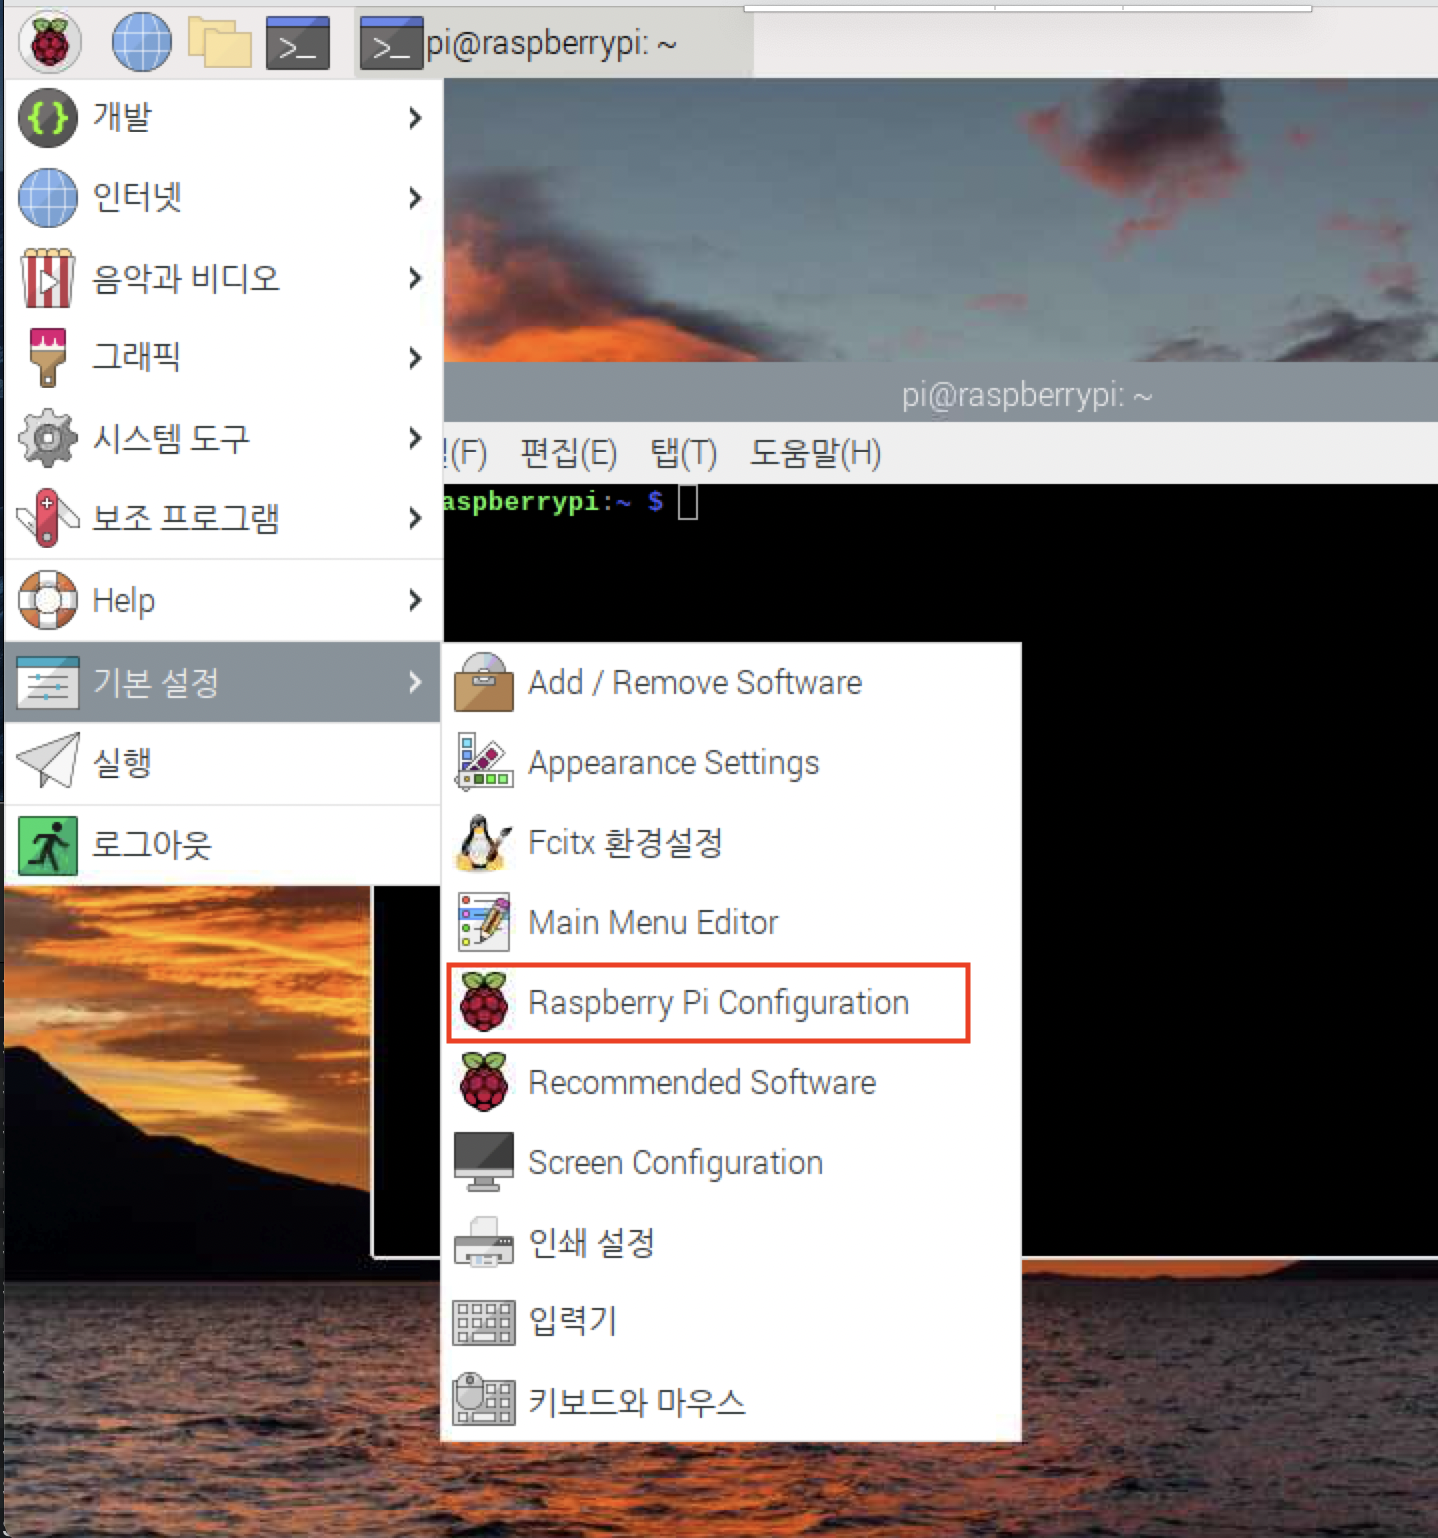 pi@raspberrypi: ~
개발
인터넷
음악과 비디오
그래픽
시스템 도구
보조 프로그램
Help
기본 설정
실행
로그아웃
pi@raspberrypi: ~
(F) 편집(E) 탭(T) 도움말(H)
aspberrypi:~ $
Add / Remove Software
Appearance Settings
Fcitx 환경설정
Main Menu Editor
Raspberry Pi Configuration
Recommended Software
Screen Configuration
인쇄 설정
입력기
키보드와 마우스